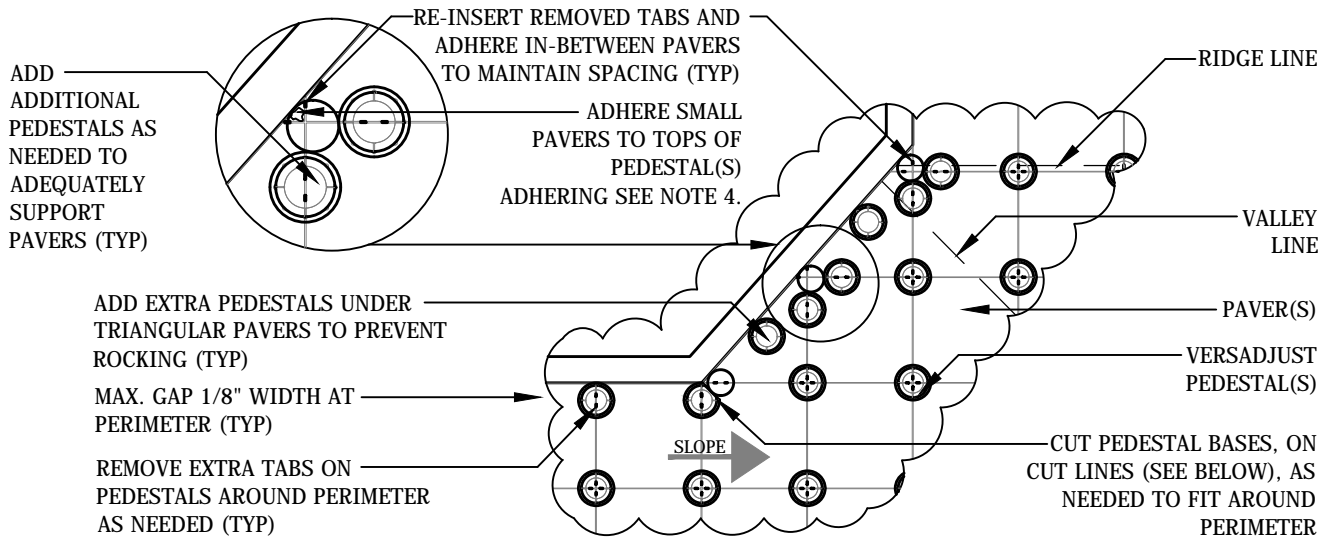 ADD
ADDITIONAL
PEDESTALS AS
NEEDED TO
ADEQUATELY
SUPPORT
PAVERS (TYP)
RE-INSERT REMOVED TABS AND
ADHERE IN-BETWEEN PAVERS
TO MAINTAIN SPACING (TYP)
ADHERE SMALL
PAVERS TO TOPS OF
PEDESTAL(S)
ADHERING SEE NOTE 4.
RIDGE LINE
VALLEY
LINE
ADD EXTRA PEDESTALS UNDER
TRIANGULAR PAVERS TO PREVENT
ROCKING (TYP)
PAVER(S)
VERSADJUST
PEDESTAL(S)
MAX. GAP 1/8" WIDTH AT
PERIMETER (TYP)
SLOPE
REMOVE EXTRA TABS ON
PEDESTALS AROUND PERIMETER
AS NEEDED (TYP)
CUT PEDESTAL BASES, ON
CUT LINES (SEE BELOW), AS
NEEDED TO FIT AROUND
PERIMETER